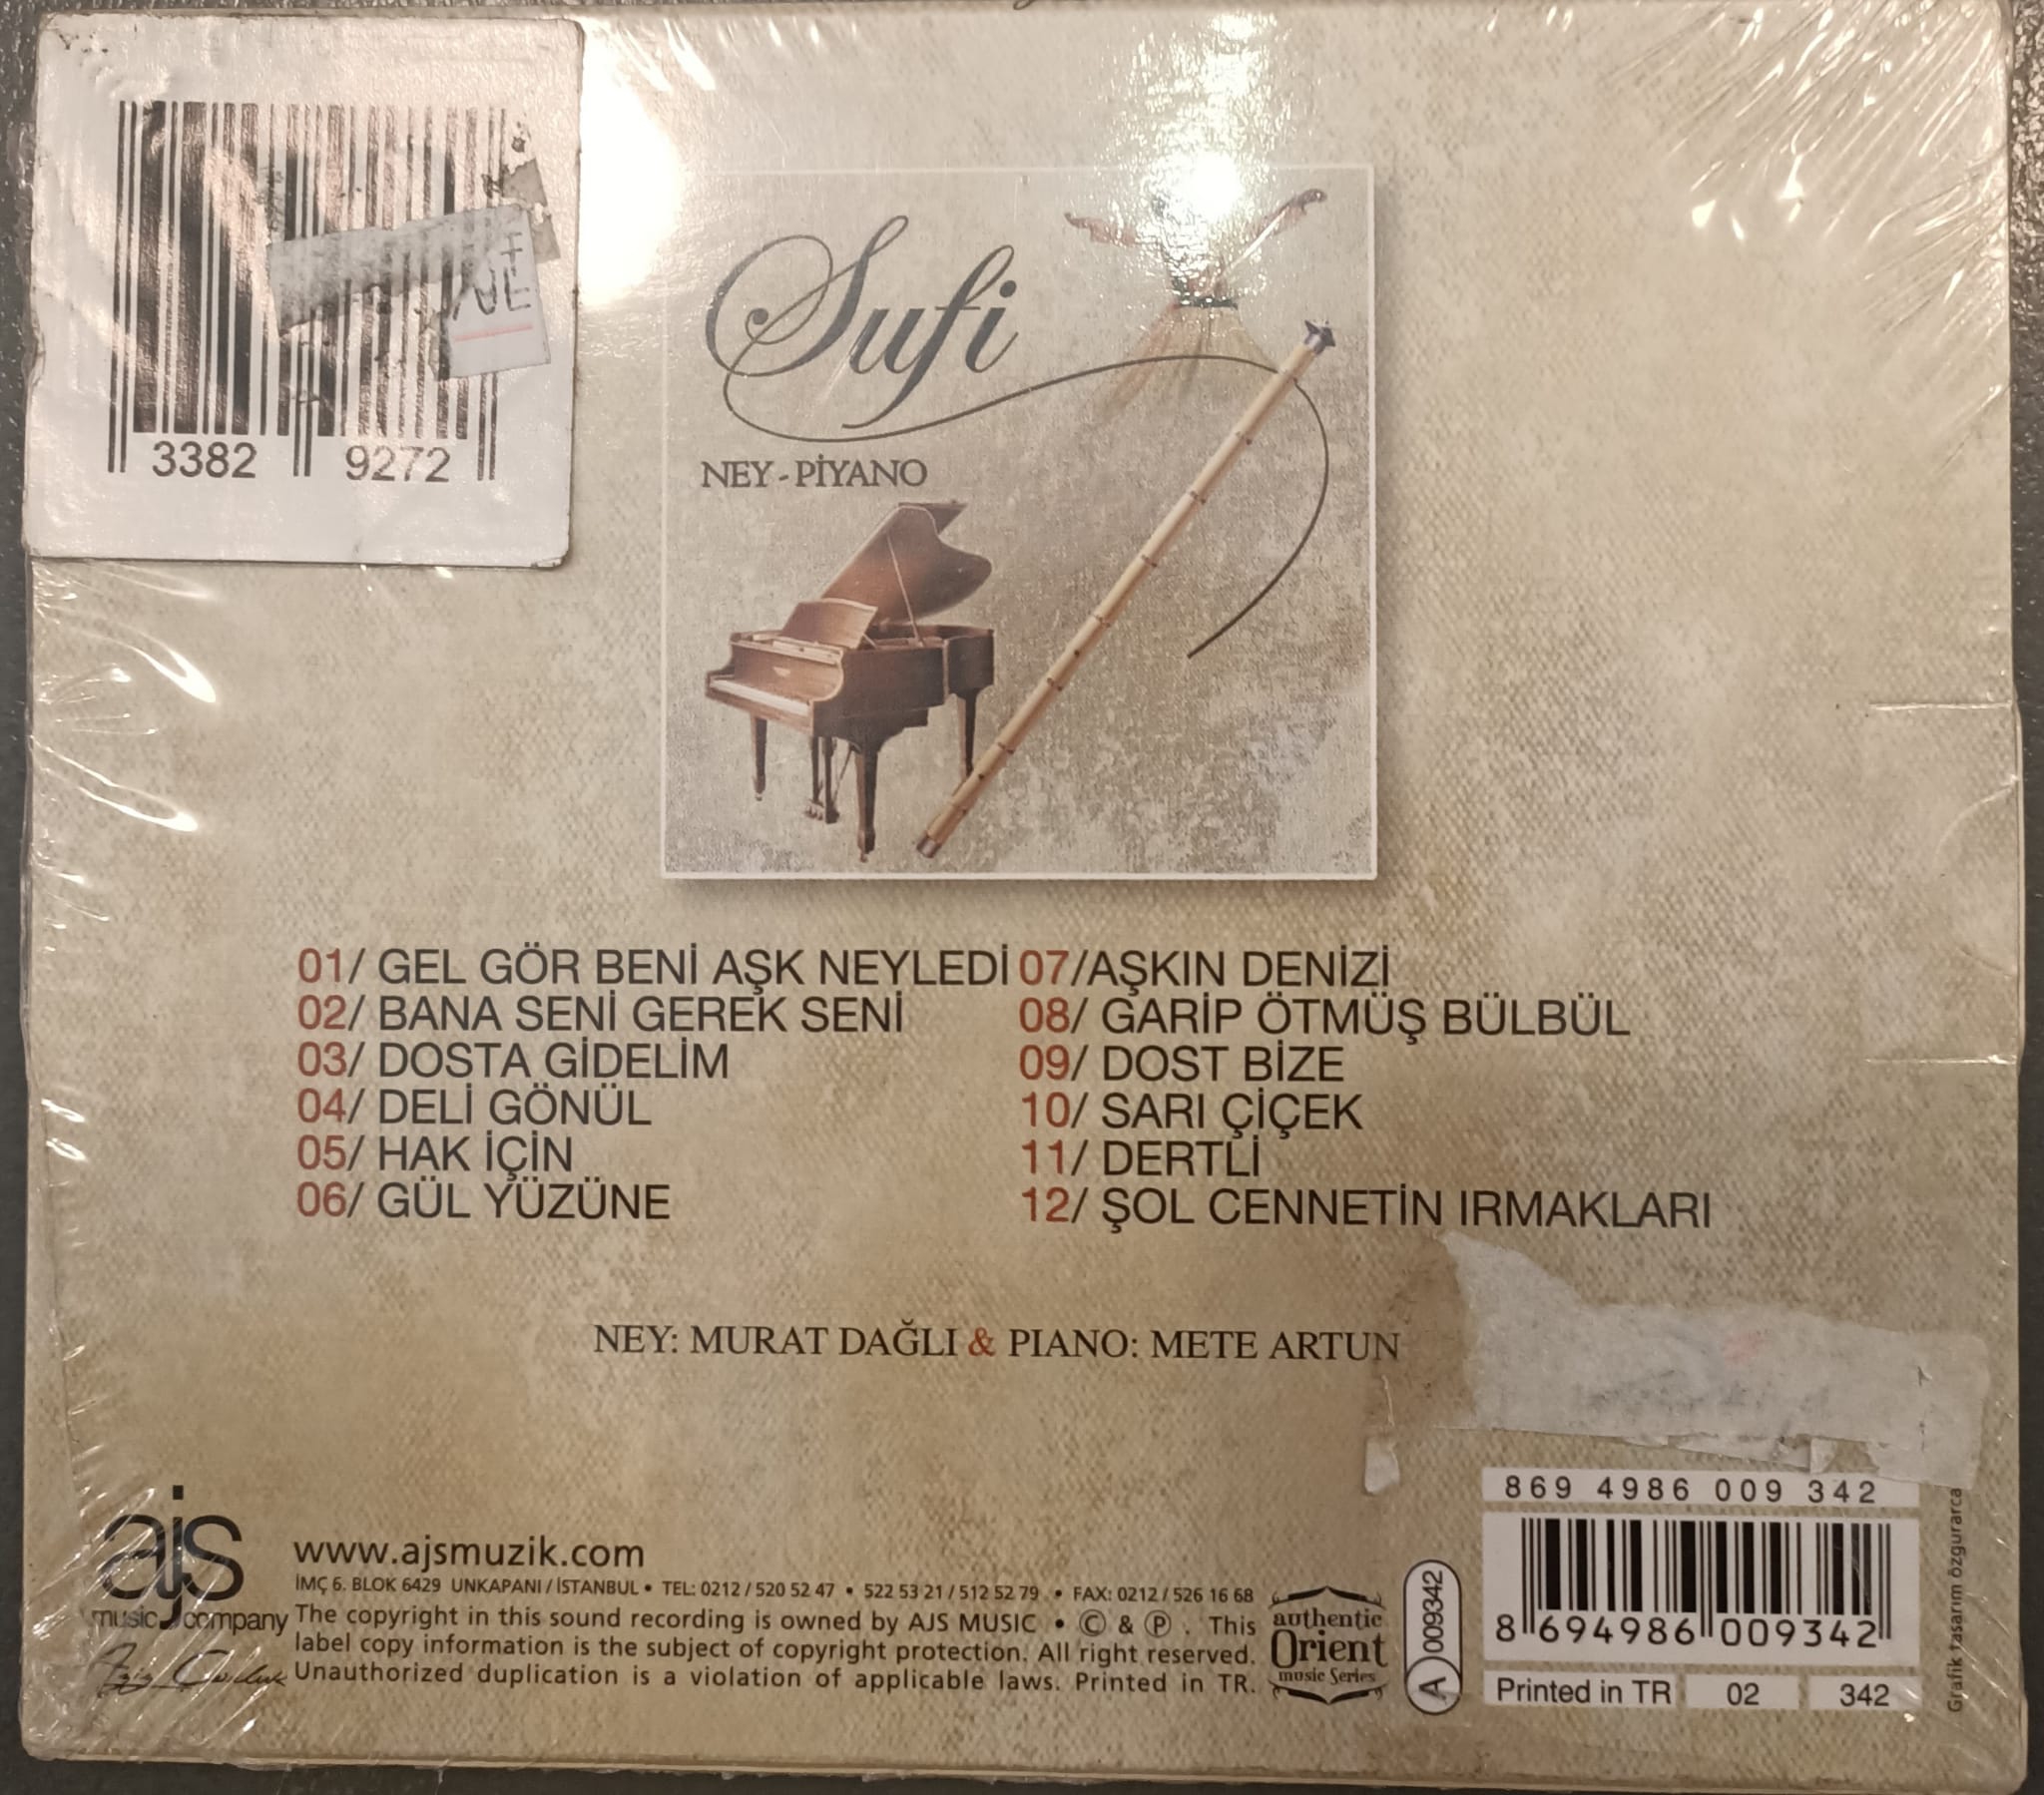 3382 9272
Sufi
NEY - PİYANO
01/ GEL GÖR BENİ AŞK NEYLEDİ
02/ BANA SENİ GEREK SENİ
03/ DOSTA GİDELİM
04/ DELİ GÖNÜL
05/ HAK İÇİN
06/ GÜL YÜZÜNE
07/AŞKIN DENİZİ
08/ GARİP ÖTMÜŞ BÜLBÜL
09/ DOST BİZE
10/ SARI ÇİÇEK
11/ DERTLİ
12/ ŞOL CENNETİN IRMAKLARI
NEY: MURAT DAĞLI & PIANO: METE ARTUN
ajs
music company
www.ajsmuzik.com
İMÇ 6. BLOK 6429 UNKAPANI / İSTANBUL • TEL: 0212 / 520 52 47 • 522 53 21 / 512 52 79 • FAX: 0212 / 526 16 68
The copyright in this sound recording is owned by AJS MUSIC • © & ℗ . This
label copy information is the subject of copyright protection. All right reserved.
Unauthorized duplication is a violation of applicable laws. Printed in TR.
authentic
Orient
music Series
A 009342
869 4986 009 342
8 694986 009342
Printed in TR 02 342
Grafik tasarım özgurarca